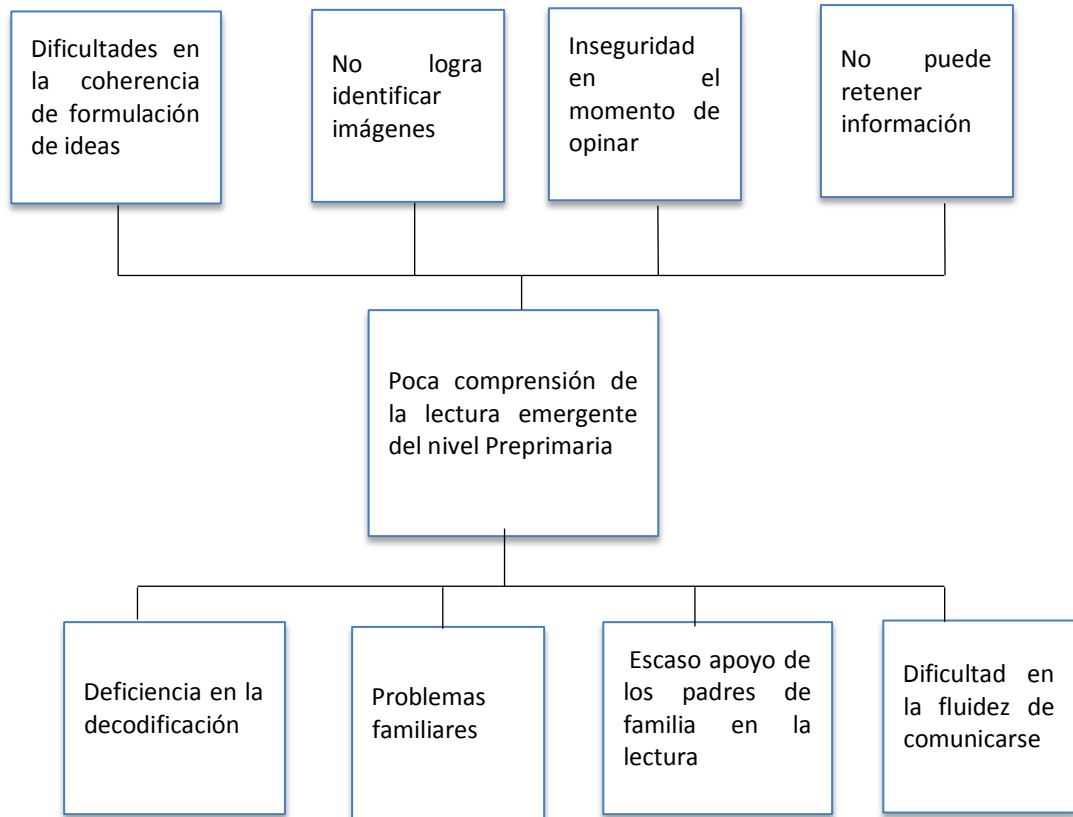 Dificultades en
la coherencia
de formulación
de ideas
No logra
identificar
imágenes
Inseguridad
en el
momento de
opinar
No puede
retener
información
Poca comprensión de
la lectura emergente
del nivel Preprimaria
Deficiencia en la
decodificación
Problemas
familiares
Escaso apoyo de
los padres de
familia en la
lectura
Dificultad en
la fluidez de
comunicarse